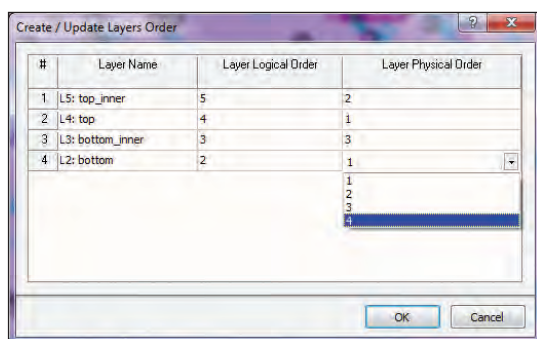 Create / Update Layers Order
# Layer Name Layer Logical Order Layer Physical Order
1 L5: top_inner 5 2
2 L4: top 4 1
3 L3: bottom_inner 3 3
4 L2: bottom 2 1
1
2
3
4
OK Cancel